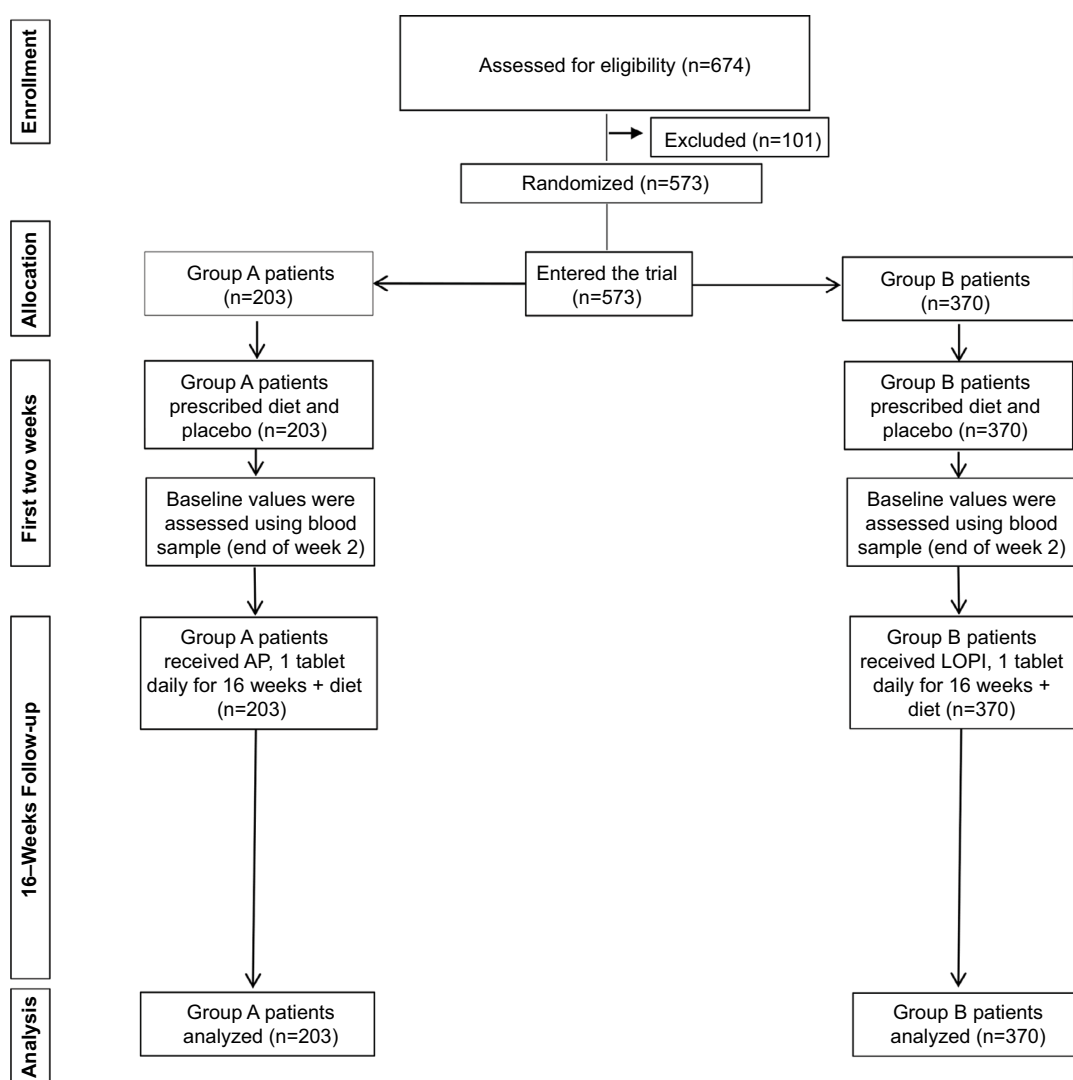 Enrollment
Assessed for eligibility (n=674)
Excluded (n=101)
Randomized (n=573)
Allocation
Group A patients
(n=203)
Entered the trial
(n=573)
Group B patients
(n=370)
First two weeks
Group A patients
prescribed diet and
placebo (n=203)
Group B patients
prescribed diet and
placebo (n=370)
Baseline values were
assessed using blood
sample (end of week 2)
Baseline values were
assessed using blood
sample (end of week 2)
16–Weeks Follow-up
Group A patients
received AP, 1 tablet
daily for 16 weeks + diet
(n=203)
Group B patients
received LOPI, 1 tablet
daily for 16 weeks +
diet (n=370)
Analysis
Group A patients
analyzed (n=203)
Group B patients
analyzed (n=370)